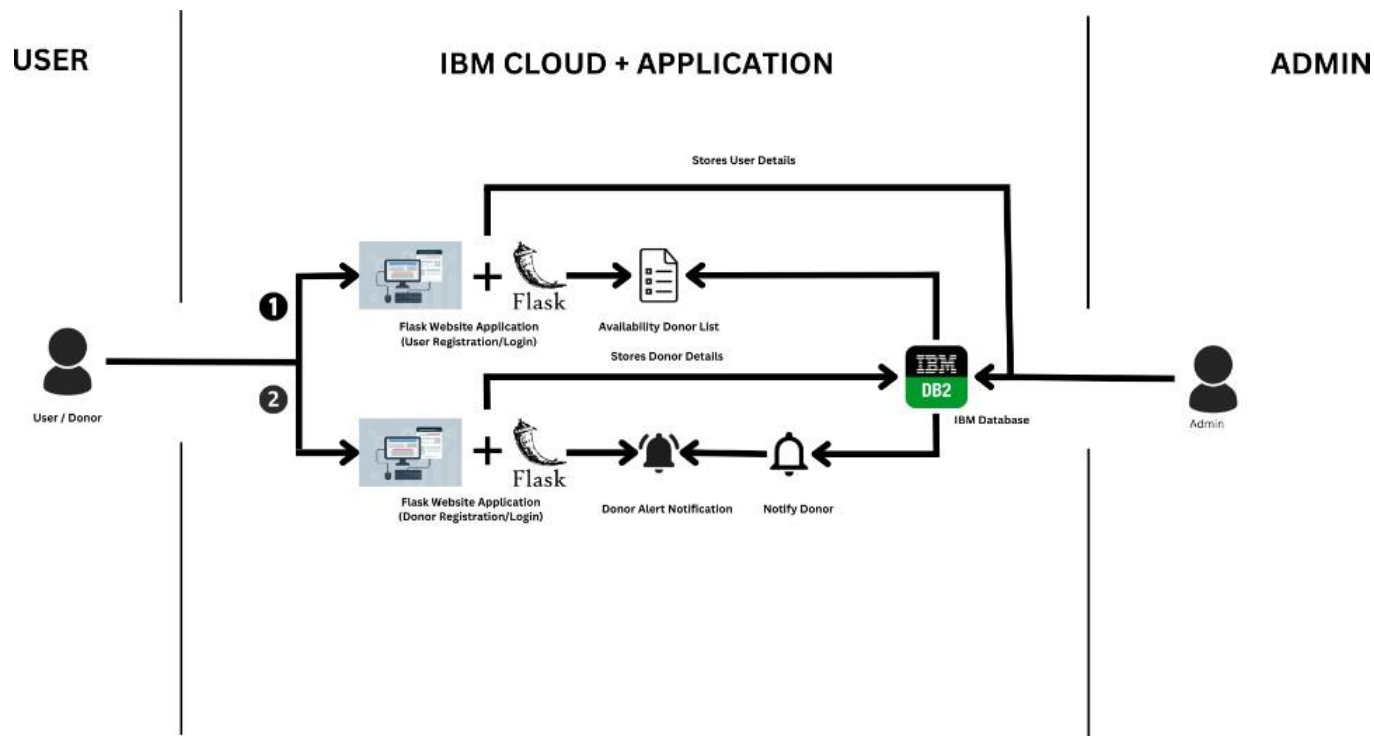 USER
IBM CLOUD + APPLICATION
ADMIN
Stores User Details
1
Flask
Flask Website Application
(User Registration/Login)
Availability Donor List
Stores Donor Details
IBM
DB2
IBM Database
User / Donor
2
Admin
Flask
Flask Website Application
(Donor Registration/Login)
Donor Alert Notification
Notify Donor